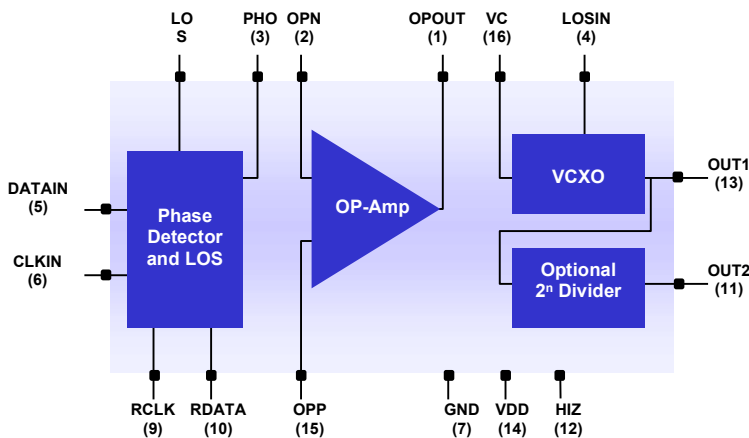 LO
S
PHO
(3)
OPN
(2)
OPOUT
(1)
VC
(16)
LOSIN
(4)
DATAIN
(5)
CLKIN
(6)
Phase
Detector
and LOS
OP-Amp
VCXO
Optional
2ⁿ Divider
OUT1
(13)
OUT2
(11)
RCLK
(9)
RDATA
(10)
OPP
(15)
GND
(7)
VDD
(14)
HIZ
(12)